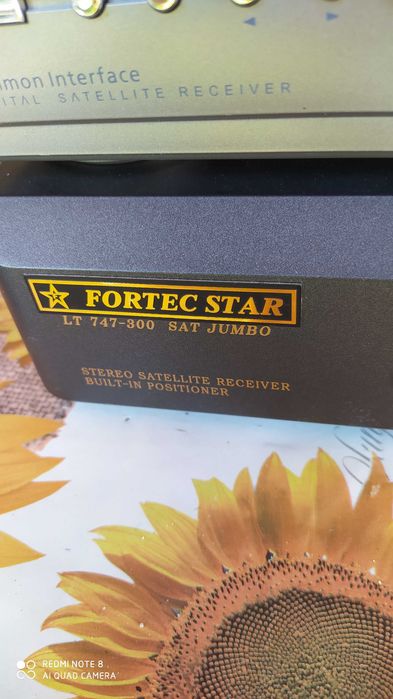 mmon Interface
ITAL SATELLITE RECEIVER
FORTEC STAR
LT 747-300 SAT JUMBO
STEREO SATELLITE RECEIVER
BUILT-IN POSITIONER
REDMI NOTE 8
AI QUAD CAMERA